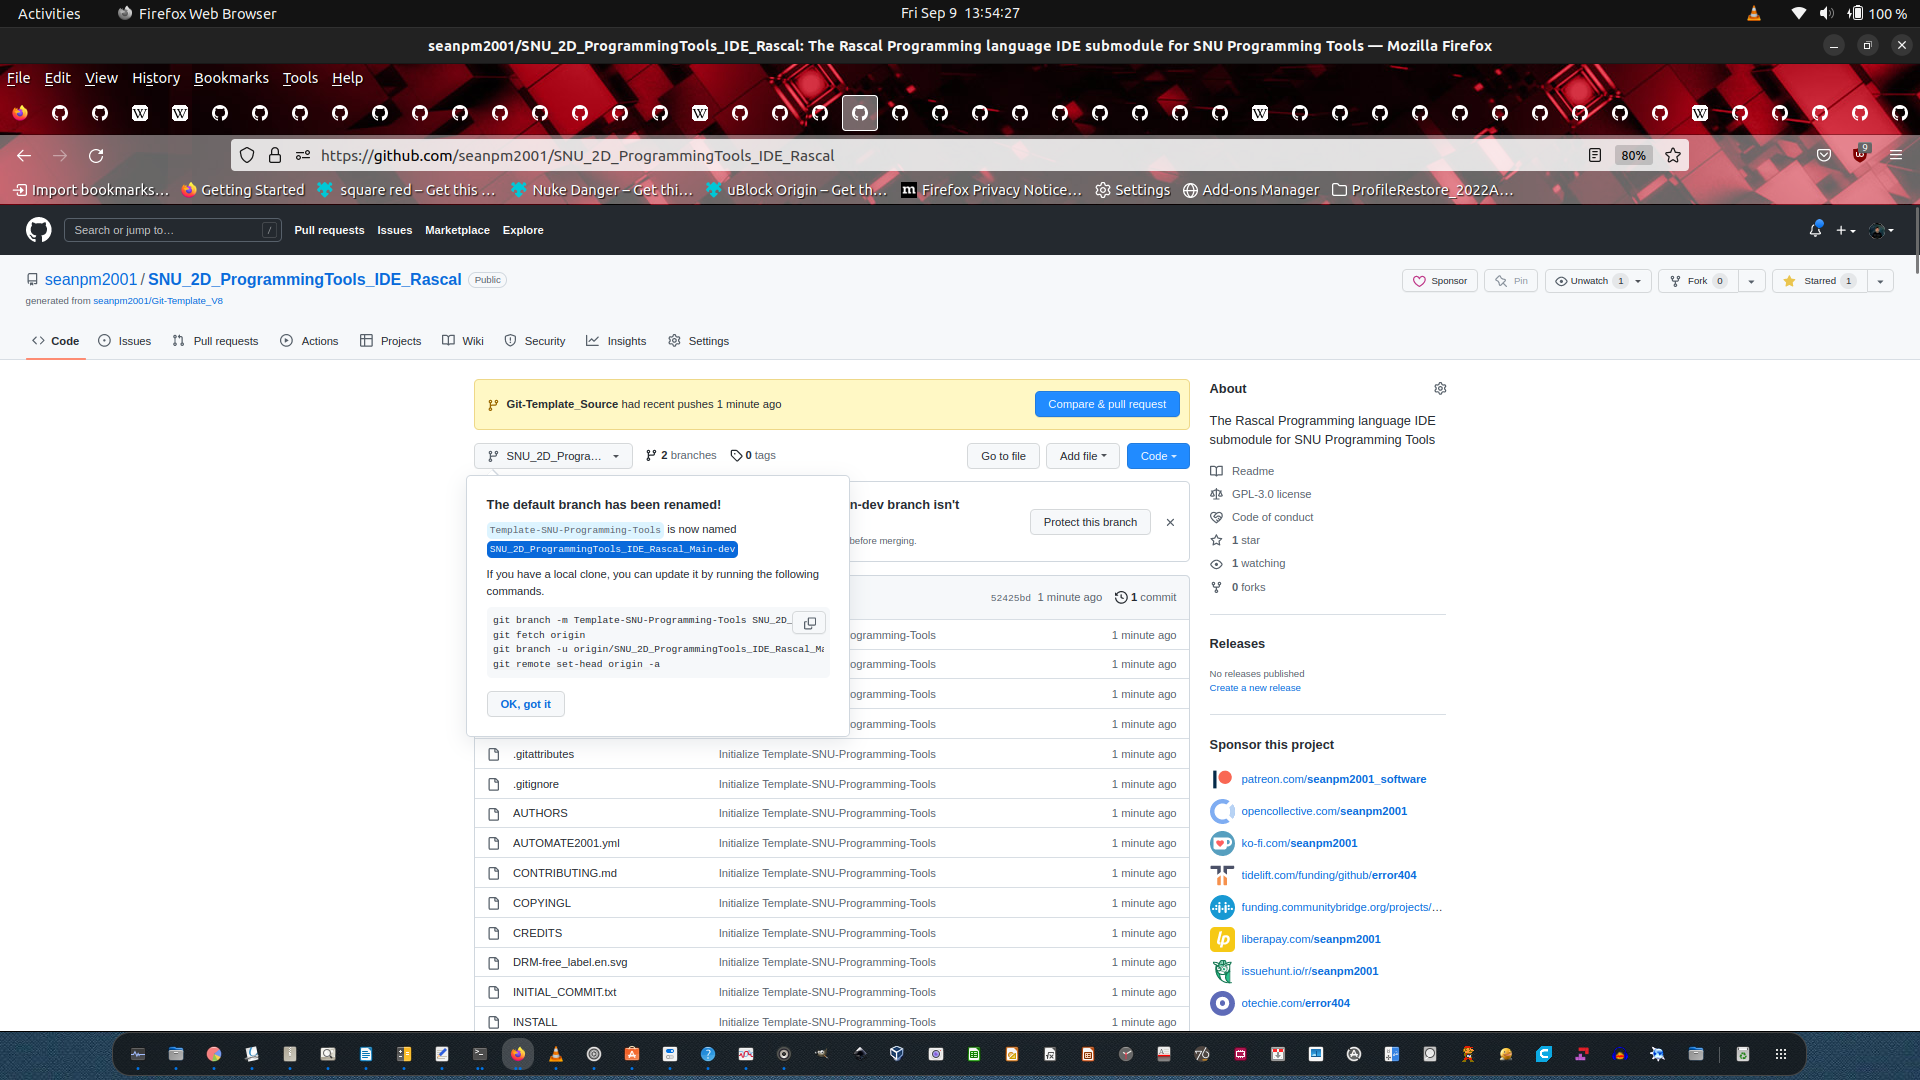 Activities
Firefox Web Browser
Fri Sep 9 13:54:27
100 %
seanpm2001/SNU_2D_ProgrammingTools_IDE_Rascal: The Rascal Programming language IDE submodule for SNU Programming Tools — Mozilla Firefox
File Edit View History Bookmarks Tools Help
https://github.com/seanpm2001/SNU_2D_ProgrammingTools_IDE_Rascal
80%
9
Import bookmarks…
Getting Started
square red – Get this …
Nuke Danger – Get thi…
uBlock Origin – Get th…
Firefox Privacy Notice…
Settings
Add-ons Manager
ProfileRestore_2022A…
Search or jump to…
/
Pull requests
Issues
Marketplace
Explore
seanpm2001 / SNU_2D_ProgrammingTools_IDE_Rascal
Public
generated from seanpm2001/Git-Template_V8
Sponsor
Pin
Unwatch 1
Fork 0
Starred 1
Code
Issues
Pull requests
Actions
Projects
Wiki
Security
Insights
Settings
Git-Template_Source had recent pushes 1 minute ago
Compare & pull request
SNU_2D_Progra…
2 branches
0 tags
Go to file
Add file
Code
The default branch has been renamed!
Template-SNU-Programming-Tools is now named
SNU_2D_ProgrammingTools_IDE_Rascal_Main-dev
If you have a local clone, you can update it by running the following
commands.
git branch -m Template-SNU-Programming-Tools SNU_2D_
git fetch origin
git branch -u origin/SNU_2D_ProgrammingTools_IDE_Rascal_Ma
git remote set-head origin -a
OK, got it
n-dev branch isn't
before merging.
Protect this branch
52425bd 1 minute ago
1 commit
ogramming-Tools 1 minute ago
ogramming-Tools 1 minute ago
ogramming-Tools 1 minute ago
ogramming-Tools 1 minute ago
.gitattributes Initialize Template-SNU-Programming-Tools 1 minute ago
.gitignore Initialize Template-SNU-Programming-Tools 1 minute ago
AUTHORS Initialize Template-SNU-Programming-Tools 1 minute ago
AUTOMATE2001.yml Initialize Template-SNU-Programming-Tools 1 minute ago
CONTRIBUTING.md Initialize Template-SNU-Programming-Tools 1 minute ago
COPYINGL Initialize Template-SNU-Programming-Tools 1 minute ago
CREDITS Initialize Template-SNU-Programming-Tools 1 minute ago
DRM-free_label.en.svg Initialize Template-SNU-Programming-Tools 1 minute ago
INITIAL_COMMIT.txt Initialize Template-SNU-Programming-Tools 1 minute ago
INSTALL Initialize Template-SNU-Programming-Tools 1 minute ago
About
The Rascal Programming language IDE
submodule for SNU Programming Tools
Readme
GPL-3.0 license
Code of conduct
1 star
1 watching
0 forks
Releases
No releases published
Create a new release
Sponsor this project
patreon.com/seanpm2001_software
opencollective.com/seanpm2001
ko-fi.com/seanpm2001
tidelift.com/funding/github/error404
funding.communitybridge.org/projects/…
liberapay.com/seanpm2001
issuehunt.io/r/seanpm2001
otechie.com/error404